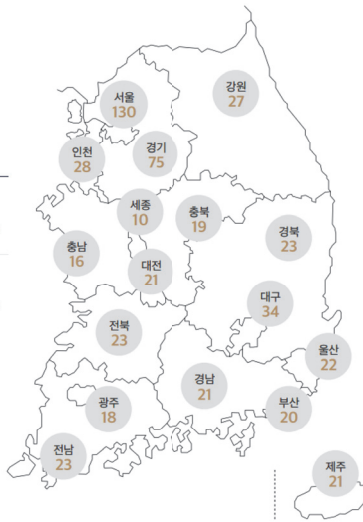 서울
130
강원
27
인천
28
경기
75
세종
10
충북
19
경북
23
충남
16
대전
21
대구
34
전북
23
울산
22
경남
21
광주
18
부산
20
전남
23
제주
21